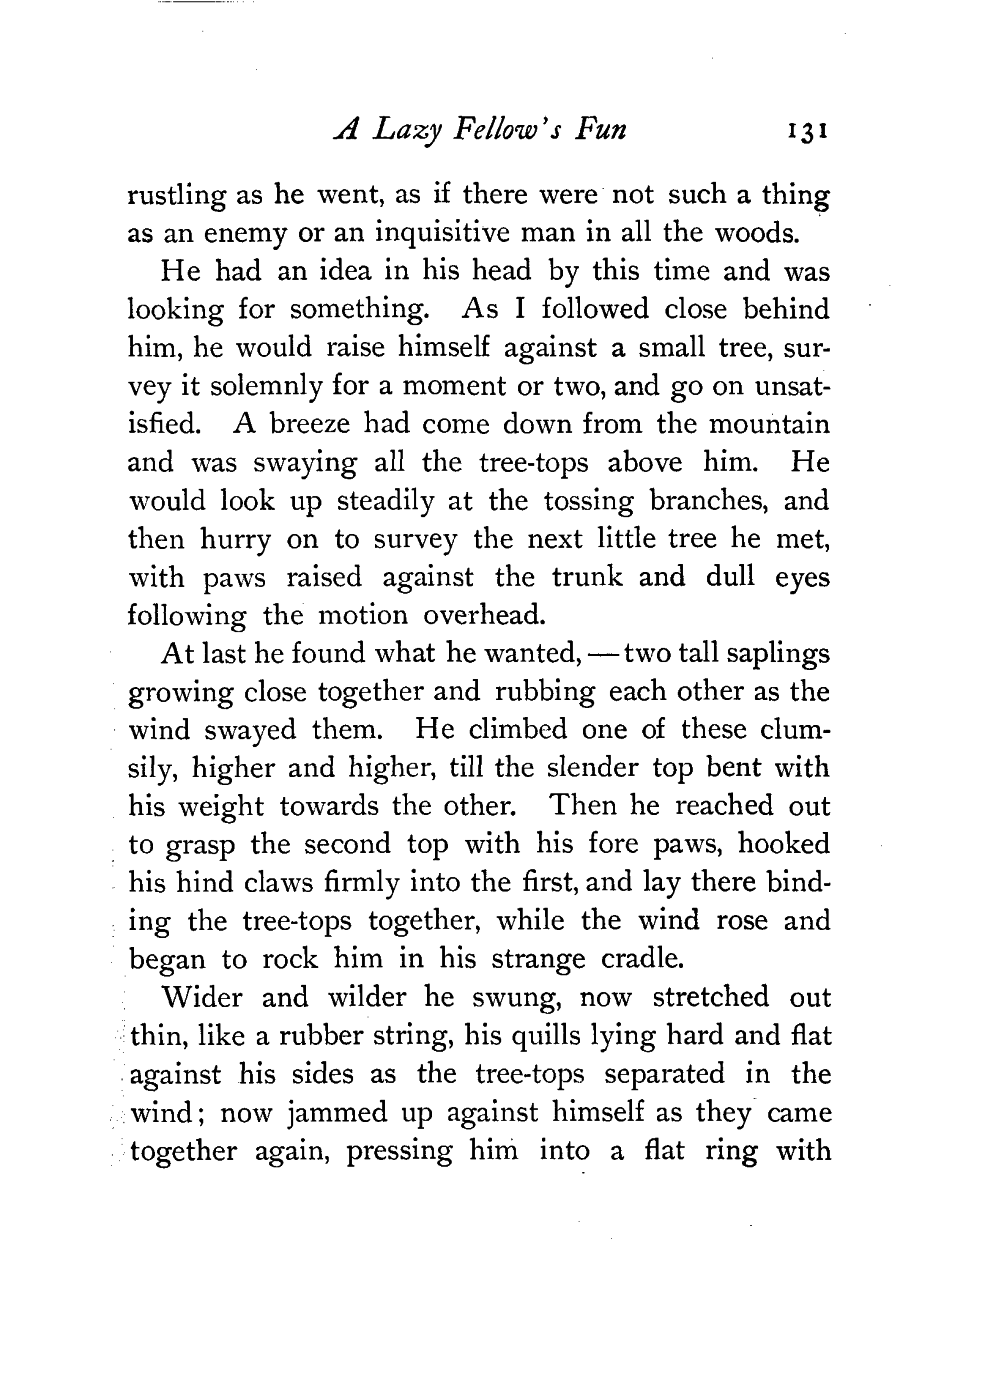 A Lazy Fellow's Fun 131
rustling as he went, as if there were not such a thing
as an enemy or an inquisitive man in all the woods.
He had an idea in his head by this time and was
looking for something. As I followed close behind
him, he would raise himself against a small tree, sur-
vey it solemnly for a moment or two, and go on unsat-
isfied. A breeze had come down from the mountain
and was swaying all the tree-tops above him. He
would look up steadily at the tossing branches, and
then hurry on to survey the next little tree he met,
with paws raised against the trunk and dull eyes
following the motion overhead.
At last he found what he wanted, — two tall saplings
growing close together and rubbing each other as the
wind swayed them. He climbed one of these clum-
sily, higher and higher, till the slender top bent with
his weight towards the other. Then he reached out
to grasp the second top with his fore paws, hooked
his hind claws firmly into the first, and lay there bind-
ing the tree-tops together, while the wind rose and
began to rock him in his strange cradle.
Wider and wilder he swung, now stretched out
thin, like a rubber string, his quills lying hard and flat
against his sides as the tree-tops separated in the
wind; now jammed up against himself as they came
together again, pressing him into a flat ring with